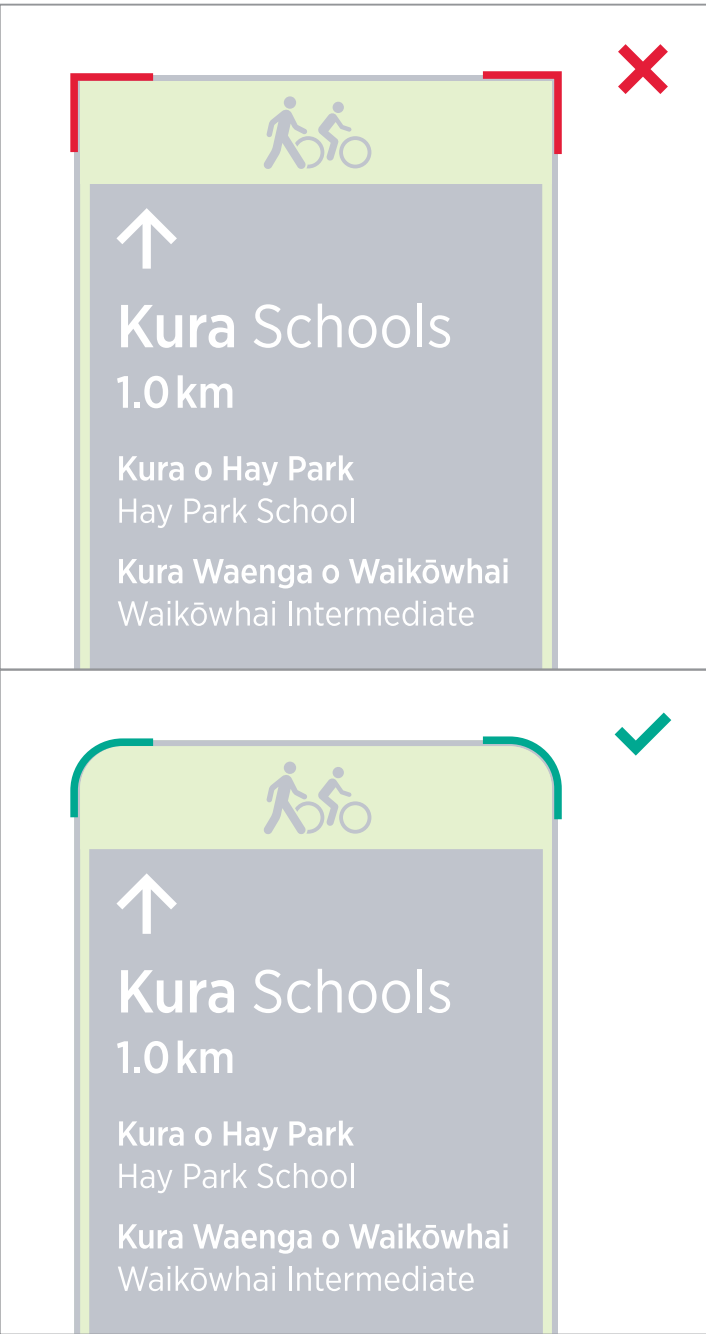 Kura Schools
1.0 km
Kura o Hay Park
Hay Park School
Kura Waenga o Waikōwhai
Waikōwhai Intermediate
Kura Schools
1.0 km
Kura o Hay Park
Hay Park School
Kura Waenga o Waikōwhai
Waikōwhai Intermediate